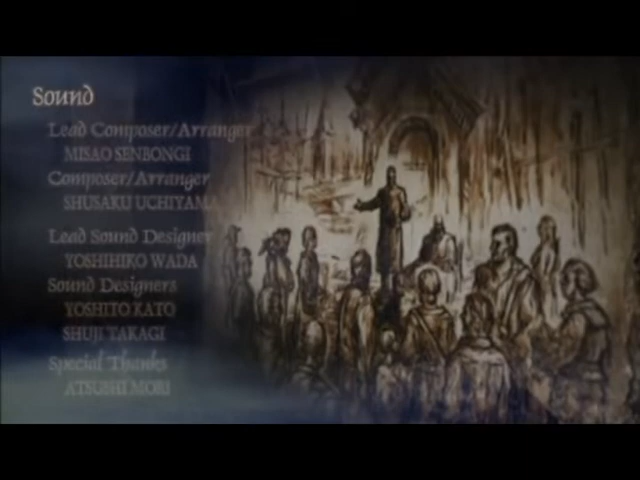 Sound
Lead Composer/Arranger
MISAO SENBONGI
Composer/Arranger
SHUSAKU UCHIYAMA
Lead Sound Designer
YOSHIHIKO WADA
Sound Designers
YOSHITO KATO
SHUJI TAKAGI
Special Thanks
ATSUSHI MORI